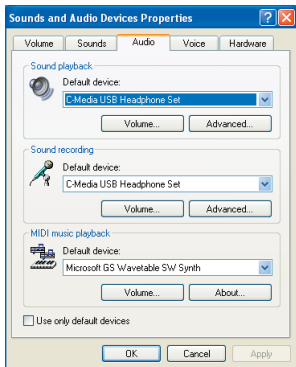 Sounds and Audio Devices Properties
Volume Sounds Audio Voice Hardware
Sound playback
Default device:
C-Media USB Headphone Set
Volume... Advanced...
Sound recording
Default device:
C-Media USB Headphone Set
Volume... Advanced...
MIDI music playback
Default device:
Microsoft GS Wavetable SW Synth
Volume... About...
Use only default devices
OK Cancel Apply